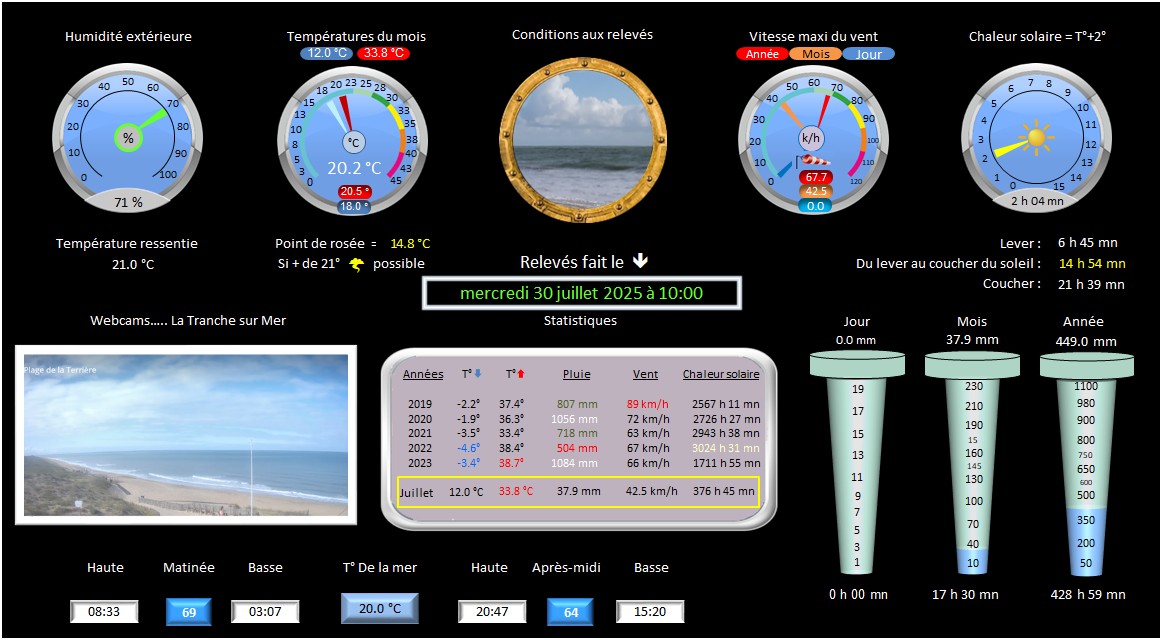 Humidité extérieure
Températures du mois
Conditions aux relevés
Vitesse maxi du vent
Chaleur solaire = T°+2°
12.0 °C 33.8 °C
Année Mois Jour
0 10 20 30 40 50 60 70 80 90 100
%
71 %
0 3 5 8 10 13 15 18 20 23 25 28 30 33 35 38 40 43 45
°C
20.2 °C
20.5 °
18.0 °
0 10 20 30 40 50 60 70 80 90 100 110 120
k/h
67.7
42.5
0.0
0 1 2 3 4 5 6 7 8 9 10 11 12 13 14 15
2 h 04 mn
Température ressentie
21.0 °C
Point de rosée = 14.8 °C
Si + de 21° possible
Relevés fait le
mercredi 30 juillet 2025 à 10:00
Lever : 6 h 45 mn
Du lever au coucher du soleil : 14 h 54 mn
Coucher : 21 h 39 mn
Webcams..... La Tranche sur Mer
Plage de la Terrière
Statistiques
Années T° T° Pluie Vent Chaleur solaire
2019 -2.2° 37.4° 807 mm 89 km/h 2567 h 11 mn
2020 -1.9° 36.3° 1056 mm 72 km/h 2726 h 27 mn
2021 -3.5° 33.4° 718 mm 63 km/h 2943 h 38 mn
2022 -4.6° 38.4° 504 mm 67 km/h 3024 h 31 mn
2023 -3.4° 38.7° 1084 mm 66 km/h 1711 h 55 mn
Juillet 12.0 °C 33.8 °C 37.9 mm 42.5 km/h 376 h 45 mn
Jour
0.0 mm
19
17
15
13
11
9
7
5
3
1
0 h 00 mn
Mois
37.9 mm
230
210
190
15
160
145
130
100
70
40
10
17 h 30 mn
Année
449.0 mm
1100
980
900
800
750
650
600
500
350
200
50
428 h 59 mn
Haute Matinée Basse
08:33 69 03:07
T° De la mer
20.0 °C
Haute Après-midi Basse
20:47 64 15:20